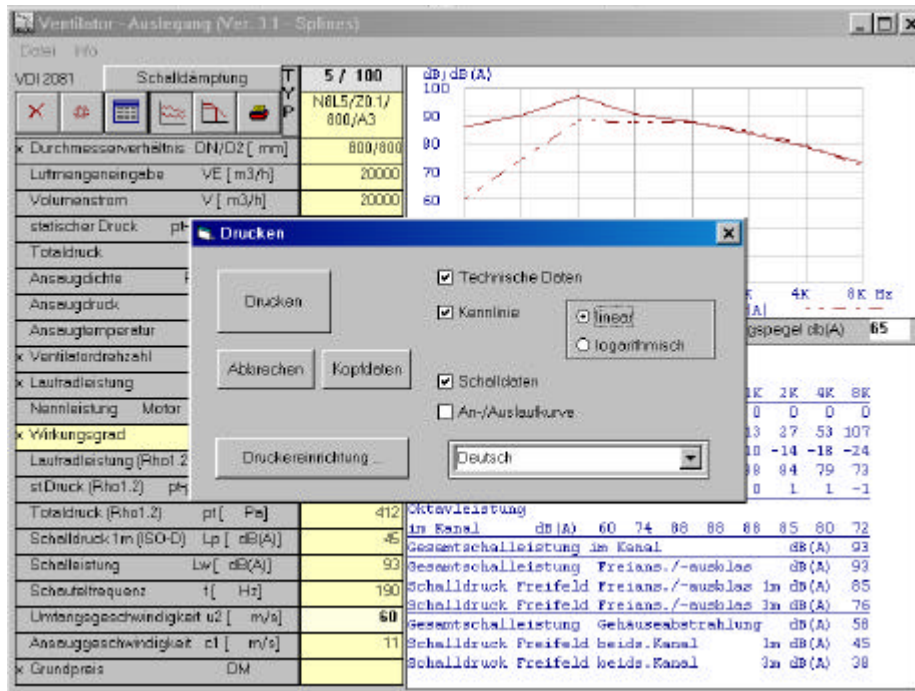 Ventilator - Auslegang (Ver. 3.1 - Splines)
Datei Info
VDI 2081 Schalldämpfung
TYP
5 / 100
N8L5/Z0.1/
800/A3
x Durchmesserverhältnis DN/D2 [ mm] 800/800
Luftmengeneingabe VE [ m3/h] 20000
Volumenstrom V [ m3/h] 20000
statischer Druck
Totaldruck
Ansaugdichte
Ansaugdruck
Ansaugtemperatur
x Ventilatordrehzahl
x Laufradleistung
Nennleistung Motor
x Wirkungsgrad
Laufradleistung (Rho1.2
st.Druck (Rho1.2)
Totaldruck (Rho1.2) pt [ Pa] 412
Schalldruck 1m (ISO-D) Lp [ dB(A)] 45
Schalleistung Lw[ dB(A)] 93
Schaufelfrequenz f[ Hz] 190
Umfangsgeschwindigkeit u2 [ m/s] 60
Ansauggeschwindigkeit c1 [ m/s] 11
x Grundpreis DM
dB;dB(A)
100
90
80
70
60
4K 8K Hz
gspegel db(A) 65
1K 2K 4K 8K
0 0 0 0
13 27 53 107
10 -14 -18 -24
88 84 79 73
0 1 1 -1
Drucken
Drucken
Abbrechen Kopfdaten
Druckereinrichtung ...
Technische Daten
Kennlinie
linear
logarithmisch
Schalldaten
An-/Auslaufkurve
Deutsch
Oktavleistung
im Kanal dB(A) 60 74 88 88 88 85 80 72
Gesamtschalleistung im Kanal dB(A) 93
Gesamtschalleistung Freians./-ausblas dB(A) 93
Schalldruck Freifeld Freians./-ausblas 1m dB(A) 85
Schalldruck Freifeld Freians./-ausblas 3m dB(A) 76
Gesamtschalleistung Gehäuseabstrahlung dB(A) 58
Schalldruck Freifeld beids.Kanal 1m dB(A) 45
Schalldruck Freifeld beids.Kanal 3m dB(A) 38